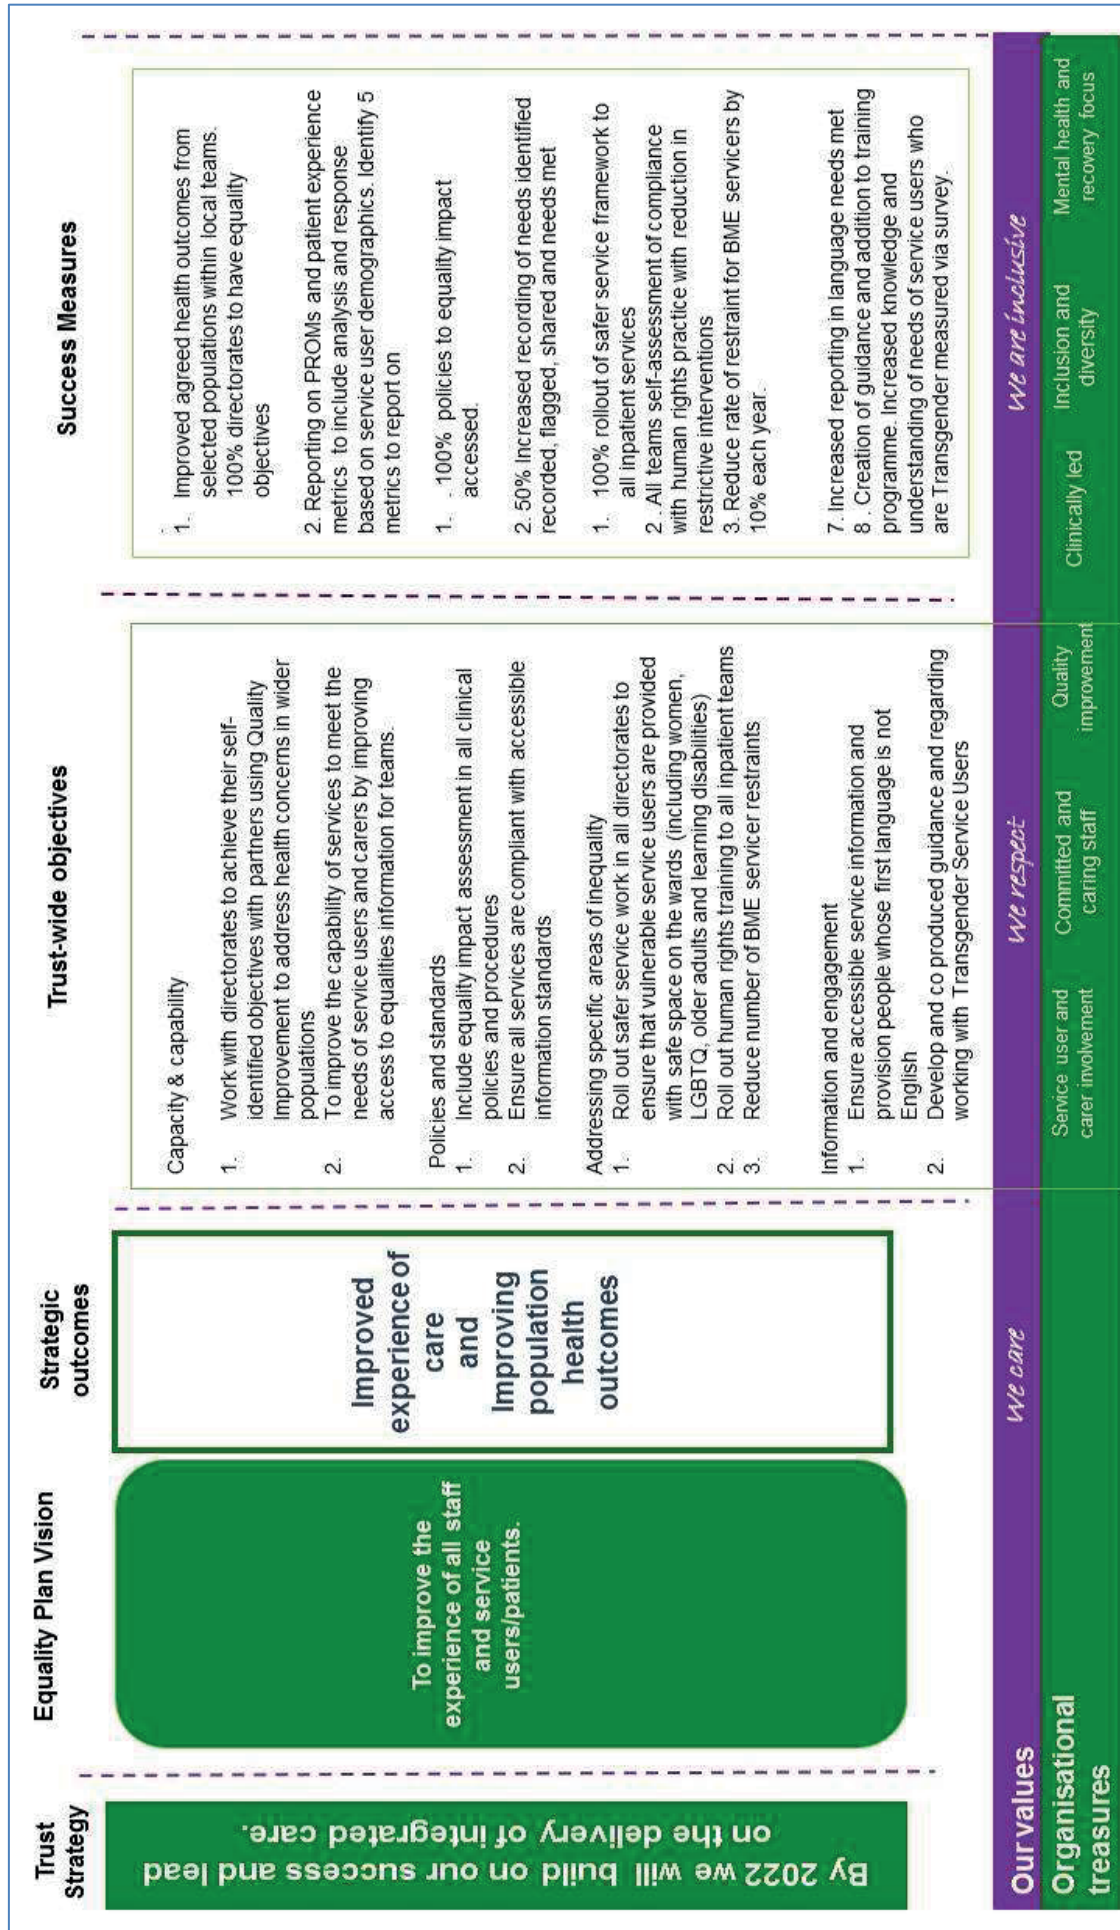 Trust
Strategy
Equality Plan Vision
Strategic
outcomes
Trust-wide objectives
Success Measures
By 2022 we will build on our success and lead
on the delivery of integrated care.
To improve the
experience of all staff
and service
users/patients.
Improved
experience of
care
and
Improving
population
health
outcomes
Capacity & capability
1. Work with directorates to achieve their self-
identified objectives with partners using Quality
Improvement to address health concerns in wider
populations
2. To improve the capability of services to meet the
needs of service users and carers by improving
access to equalities information for teams.
Policies and standards
1. Include equality impact assessment in all clinical
policies and procedures
2. Ensure all services are compliant with accessible
information standards
Addressing specific areas of inequality
1. Roll out safer service work in all directorates to
ensure that vulnerable service users are provided
with safe space on the wards (including women,
LGBTQ, older adults and learning disabilities)
2. Roll out human rights training to all inpatient teams
3. Reduce number of BME servicer restraints
Information and engagement
1. Ensure accessible service information and
provision people whose first language is not
English
2. Develop and co produced guidance and regarding
working with Transgender Service Users
1. Improved agreed health outcomes from
selected populations within local teams.
100% directorates to have equality
objectives
2. Reporting on PROMs and patient experience
metrics to include analysis and response
based on service user demographics. Identify 5
metrics to report on
1. . 100% policies to equality impact
accessed.
2. 50% Increased recording of needs identified
recorded, flagged, shared and needs met
1. 100% rollout of safer service framework to
all inpatient services
2 . All teams self-assessment of compliance
with human rights practice with reduction in
restrictive interventions
3. Reduce rate of restraint for BME servicers by
10% each year.
7. Increased reporting in language needs met
8 . Creation of guidance and addition to training
programme. Increased knowledge and
understanding of needs of service users who
are Transgender measured via survey.
Our values
we care
we respect
we are inclusive
Organisational
treasures
Service user and
carer involvement
Committed and
caring staff
Quality
improvement
Clinically led
Inclusion and
diversity
Mental health and
recovery focus